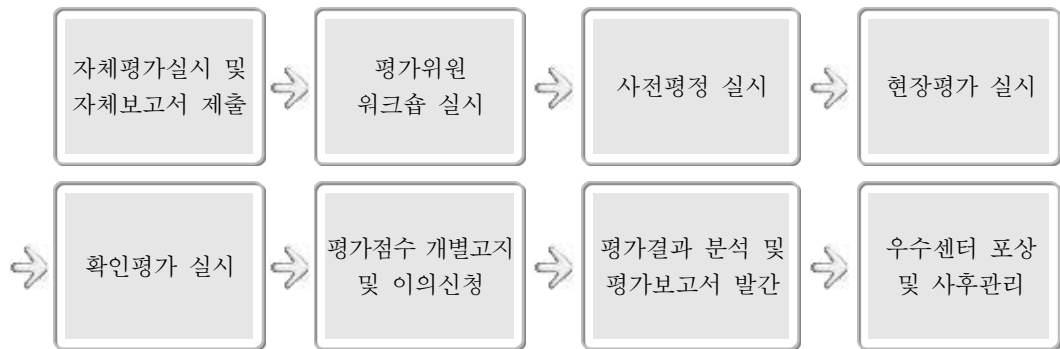 자체평가실시 및
자체보고서 제출
평가위원
워크숍 실시
사전평정 실시
현장평가 실시
확인평가 실시
평가점수 개별고지
및 이의신청
평가결과 분석 및
평가보고서 발간
우수센터 포상
및 사후관리